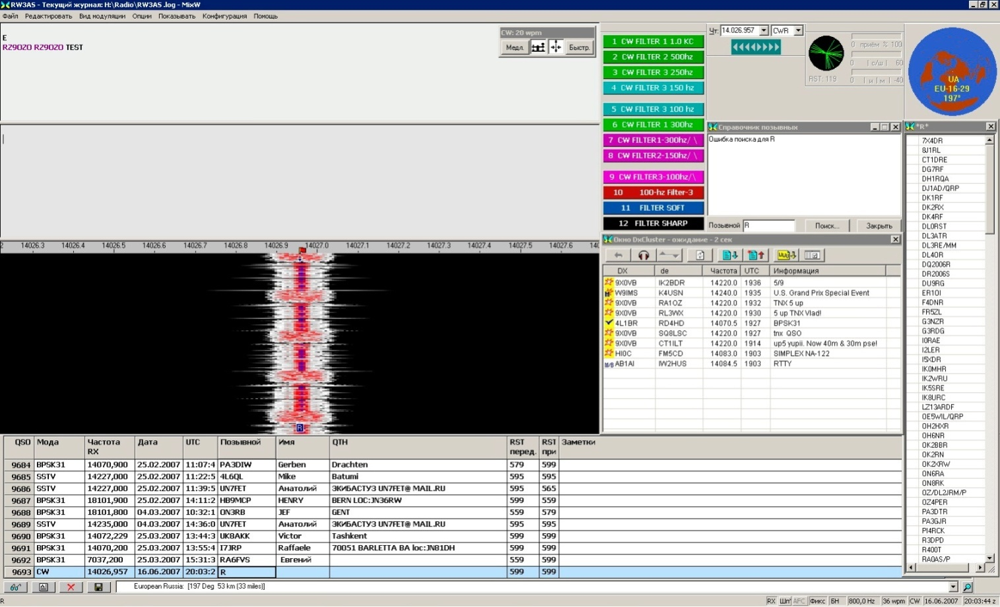 RW3AS - Текущий журнал: H:\Radio\RW3AS .log - MixW
Файл Редактировать Вид модуляции Опции Показывать Конфигурация Помощь
E
RZ9OZO RZ9OZO TEST
CW: 20 wpm
Медл. Быстр.
1 CW FILTER 1 1.0 КС
2 CW FILTER 2 500hz
3 CW FILTER 3 250hz
4 CW FILTER 3 150 hz
5 CW FILTER 3 100 hz
6 CW FILTER 1 300hz
7 CW FILTER1-300hz/ \
8 CW FILTER2-150hz/ \
9 CW FILTER3-100hz/\
10 100-hz Filter-3
11 FILTER SOFT
12 FILTER SHARP
Чт: 14.026.957 CWR
0 приём % 100
0 | с/ш | 60
RST: 119 0 | и | м | -40
UA
EU-16-29
197°
Справочник позывных
Ошибка поиска для R
Позывной R Поиск... Закрыть
14026.3 14026.4 14026.5 14026.6 14026.7 14026.8 14026.9 14027.0 14027.1 14027.2 14027.3 14027.4 14027.5 14027.6
R
Окно DxCluster - ожидание - 2 сек
DX de Частота UTC Информация
9X0VB IK2BDR 14220.0 1936 5/9
W9IMS K4USN 14240.0 1935 U.S. Grand Prix Special Event
9X0VB RA1OZ 14220.0 1932 TNX 5 up
9X0VB RL3WX 14220.0 1930 5 up TNX Vlad!
4L1BR RD4HD 14070.5 1927 BPSK31
9X0VB SQ8LSC 14220.0 1927 tnx QSO
9X0VB CT1ILT 14220.0 1914 up5 yupii. Now 40m & 30m pse!
HI0C FM5CD 14083.0 1903 SIMPLEX NA-122
AB1AI IW2HUS 14084.5 1903 RTTY
*R*
7X4DR
8J1RL
CT1DRE
DG7RF
DH1RQA
DJ1AD/QRP
DK1RF
DK2RX
DK4RF
DL0RST
DL3ATR
DL3RE/MM
DL4OR
DQ2006R
DR2006S
DU9RG
ER1OI
F4DNR
FR5ZL
G3NZR
G3RDG
I0RAE
I2LER
I5XDR
IK0MHR
IK2WRU
IK5SRE
IK8URC
LZ13ARDF
OE5WIL/QRP
OH2HXR
OH6NR
OK2BBR
OK2RN
OK2XRW
ON6RA
ON8RK
OZ/DL2JRM/P
OZ4PER
PA3DTR
PA3GJR
PI4RCK
R3DPD
R400T
RA0AS/P
QSO Мода Частота RX Дата UTC Позывной Имя QTH RST перед. RST при Заметки
9684 BPSK31 14070,900 25.02.2007 11:07:4 PA3DIW Gerben Drachten 579 599
9685 SSTV 14227,000 25.02.2007 11:22:5 4L6QL Mike Batumi 595 595
9686 SSTV 14227,000 25.02.2007 11:39:5 UN7FET Анатолий ЭКИБАСТУЗ UN7FET@ MAIL.RU 595 565
9687 BPSK31 18101,900 25.02.2007 14:11:2 HB9MCP HENRY BERN LOC:JN36RW 599 559
9688 BPSK31 18101,800 04.03.2007 10:32:1 ON3RB JEF GENT 559 579
9689 SSTV 14235,000 04.03.2007 14:36:0 UN7FET Анатолий ЭКИБАСТУЗ UN7FET@ MAIL.RU 595 595
9690 BPSK31 14072,229 25.03.2007 13:44:3 UK8AKK Victor Tashkent 599 599
9691 BPSK31 14070,200 25.03.2007 13:55:4 I7JRP Raffaele 70051 BARLETTA BA loc:JN81DH 599 599
9692 BPSK31 7037,200 25.03.2007 15:31:3 RA6FVS Евгений 559 599
9693 CW 14026,957 16.06.2007 20:03:2 R 599 599
European Russia: [197 Deg 53 km (33 miles)]
R RX Шп АРС Фикс БН 800,0 Hz 36 wpm CW 16.06.2007 20:03:44 z